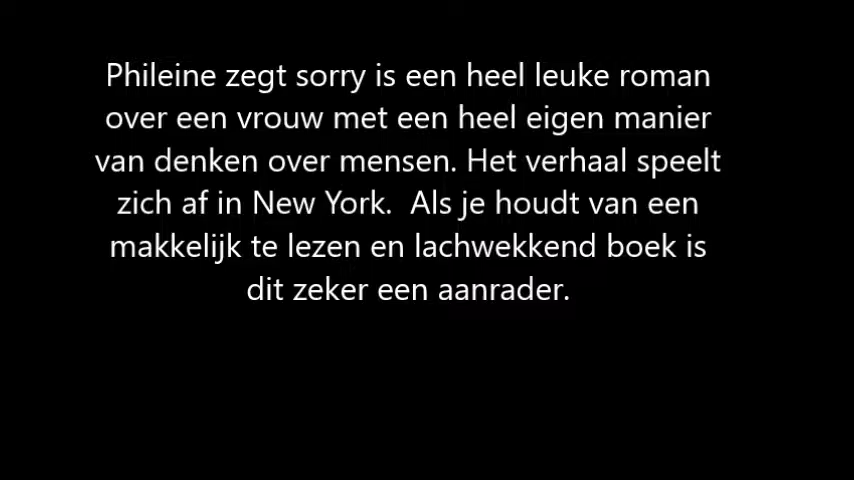 Phileine zegt sorry is een heel leuke roman
over een vrouw met een heel eigen manier
van denken over mensen. Het verhaal speelt
zich af in New York.  Als je houdt van een
makkelijk te lezen en lachwekkend boek is
dit zeker een aanrader.